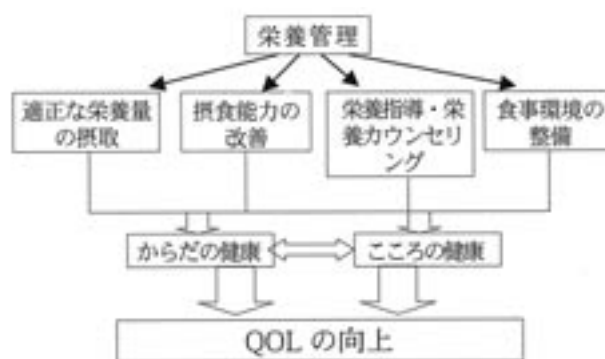 栄養管理
適正な栄養量
の摂取
摂食能力の
改善
栄養指導・栄
養カウンセリ
ング
食事環境の
整備
からだの健康
こころの健康
QOL の向上